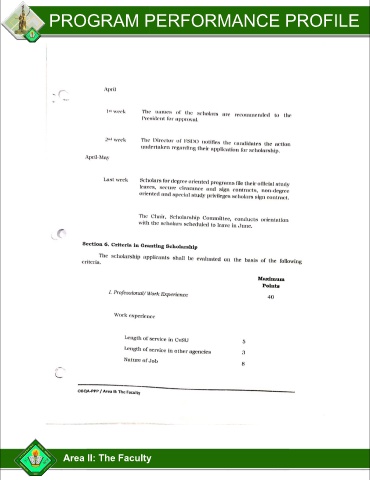 PROGRAM PERFORMANCE PROFILE
April
1st week The names of the scholars are recommended to the
President for approval.
2nd week The Director of FSDO notifies the candidates the action
undertaken regarding their application for scholarship.
April-May
Last week Scholars for degree oriented programs file their official study
leaves, secure clearance and sign contracts, non-degree
oriented and special study privileges scholars sign contract.
The Chair, Scholarship Committee, conducts orientation
with the scholars scheduled to leave in June.
Section 6. Criteria in Granting Scholarship
The scholarship applicants shall be evaluated on the basis of the following
criteria.
Maximum
Points
I. Professional/Work Experience 40
Work experience
Length of service in CvSU 5
Length of service in other agencies 3
Nature of Job 8
Area II: The Faculty
Area II: The Faculty